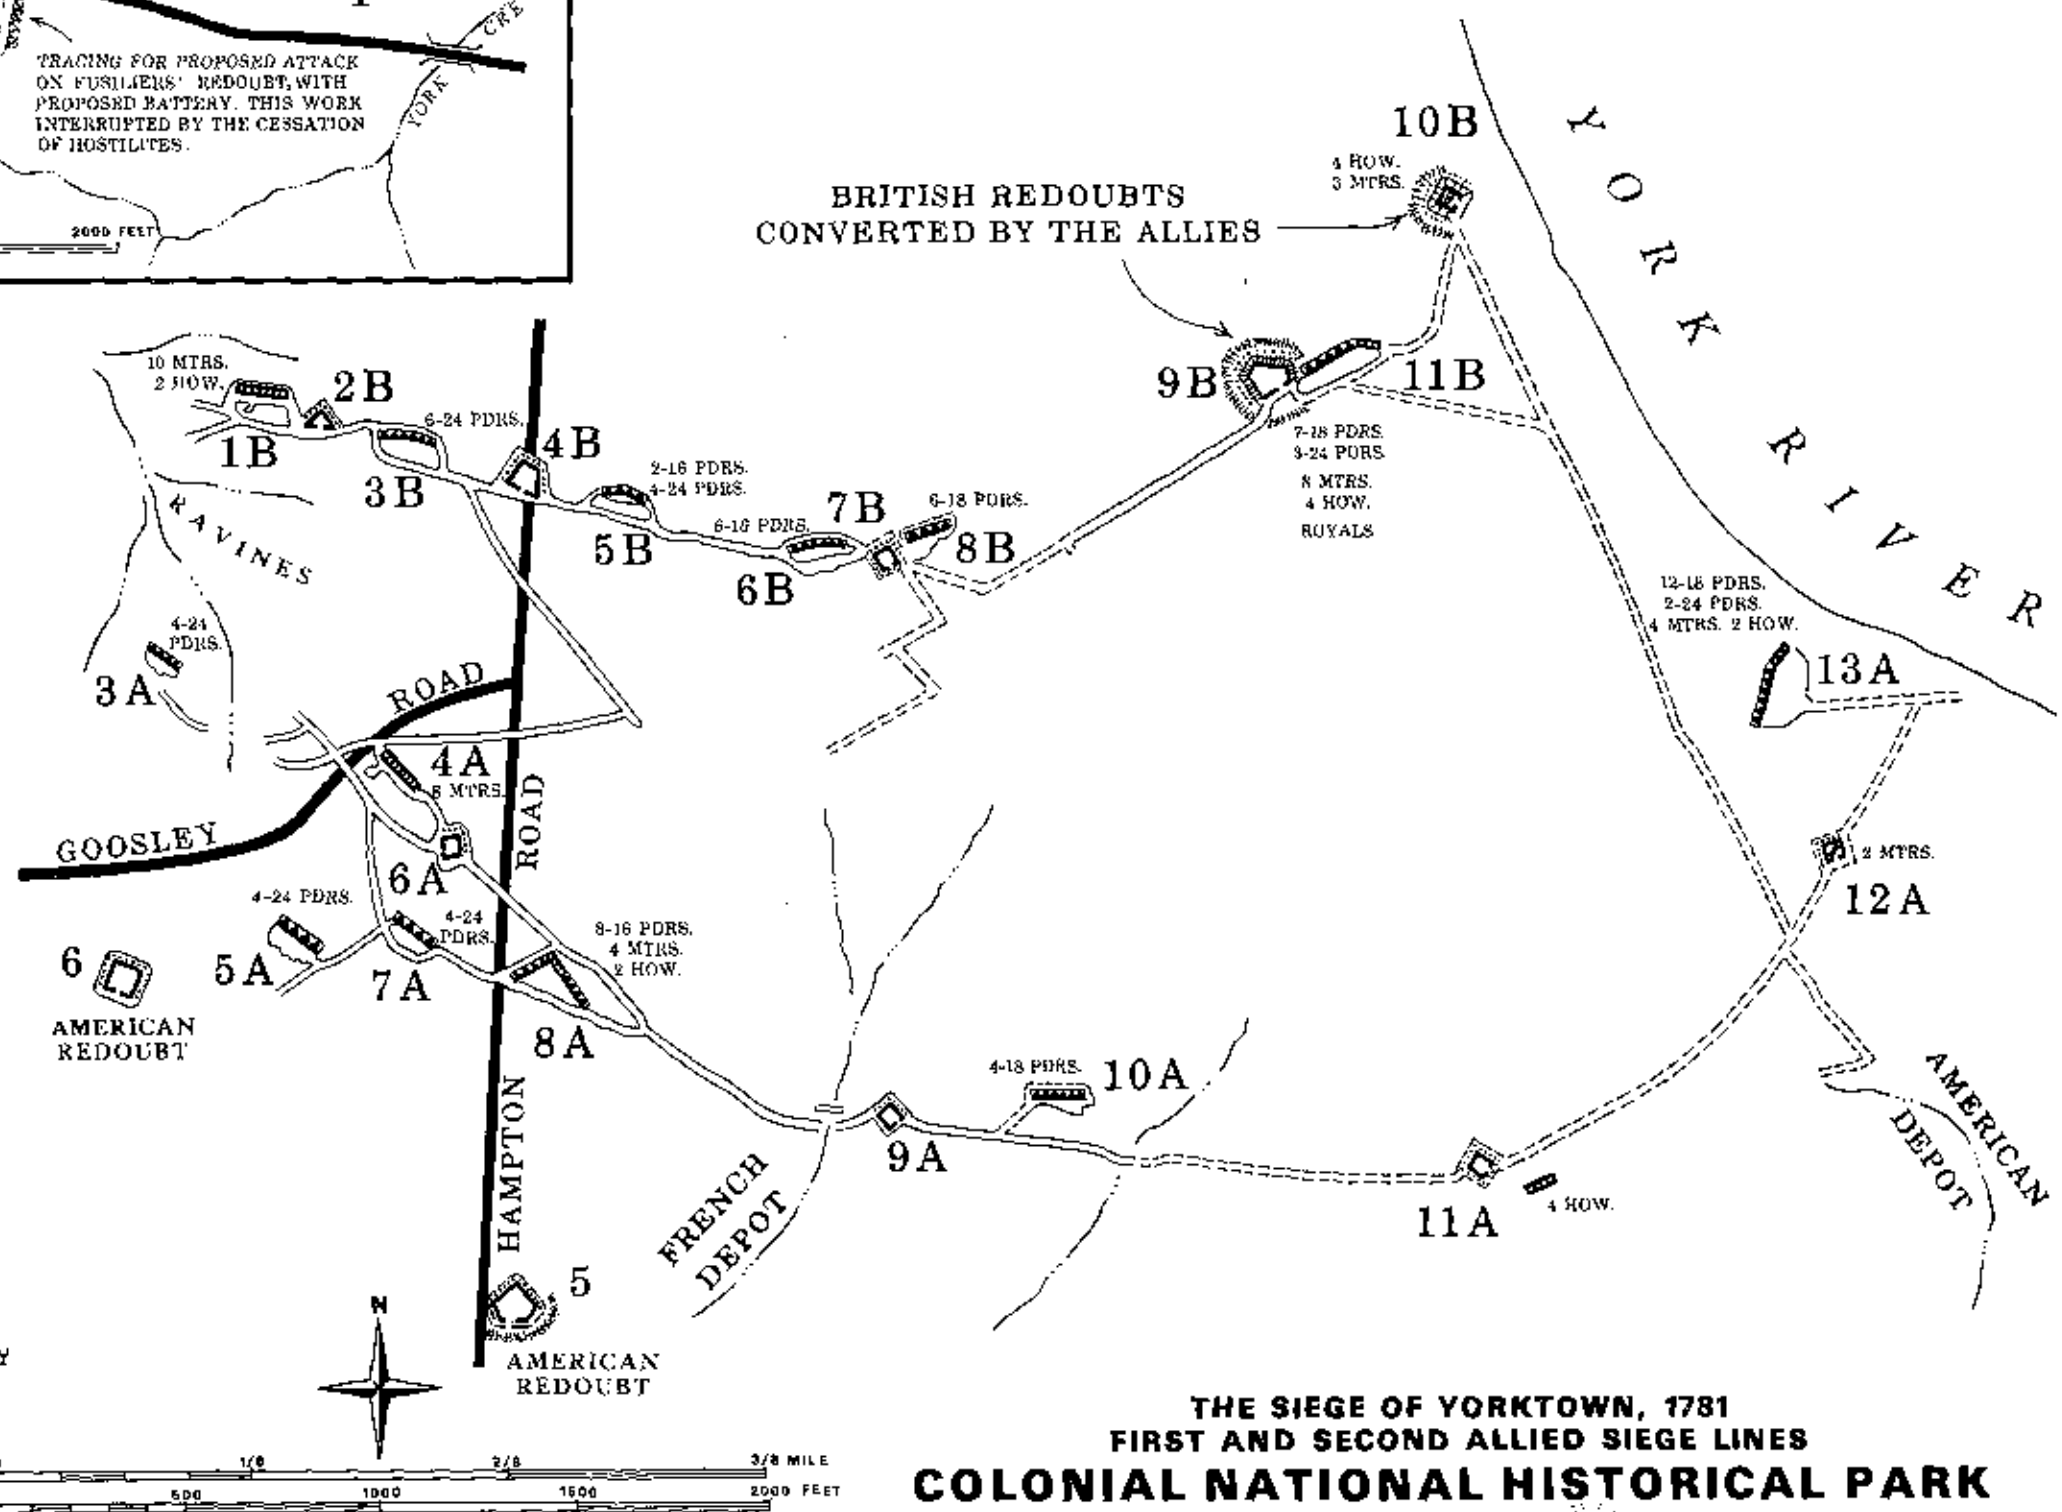 TRACING FOR PROPOSED ATTACK
ON FUSILIERS' REDOUBT, WITH
PROPOSED BATTERY. THIS WORK
INTERRUPTED BY THE CESSATION
OF HOSTILITES.
YORK
CRE
2000 FEET
YORK RIVER
10B
4 HOW.
3 MTRS.
BRITISH REDOUBTS
CONVERTED BY THE ALLIES
9B
11B
7-18 PDRS.
3-24 PDRS.
8 MTRS.
4 HOW.
ROYALS
10 MTRS.
2 HOW.
2B
1B
6-24 PDRS.
3B
4B
2-16 PDRS.
4-24 PDRS.
5B
6-16 PDRS.
6B
7B
6-18 PDRS.
8B
RAVINES
4-24
PDRS.
3A
12-18 PDRS.
2-24 PDRS.
4 MTRS. 2 HOW.
13A
GOOSLEY ROAD
4A
MTRS.
6A
HAMPTON ROAD
2 MTRS.
12A
4-24 PDRS.
5A
4-24
PDRS.
7A
8-16 PDRS.
4 MTRS.
2 HOW.
8A
6
AMERICAN
REDOUBT
4-18 PDRS.
10A
9A
FRENCH
DEPOT
11A
4 HOW.
AMERICAN
DEPOT
5
AMERICAN
REDOUBT
N
1/8 2/8 3/8 MILE
500 1000 1500 2000 FEET
THE SIEGE OF YORKTOWN, 1781
FIRST AND SECOND ALLIED SIEGE LINES
COLONIAL NATIONAL HISTORICAL PARK